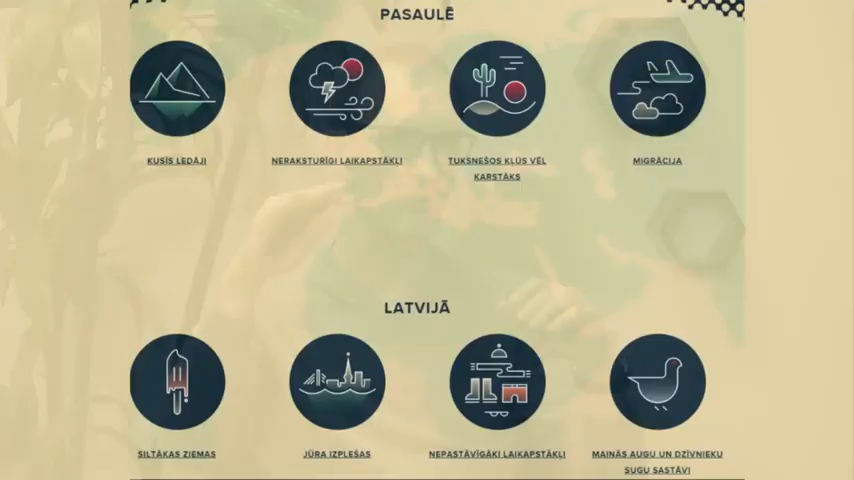 PASAULĒ
KUSĪS LEDĀJI
NERAKSTURĪGI LAIKAPSTĀKĻI
TUKSNEŠOS KĻŪS VĒL
KARSTĀKS
MIGRĀCIJA
LATVIJĀ
SILTĀKAS ZIEMAS
JŪRA IZPLEŠAS
NEPASTĀVĪGĀKI LAIKAPSTĀKĻI
MAINĀS AUGU UN DZĪVNIEKU
SUGU SASTĀVI